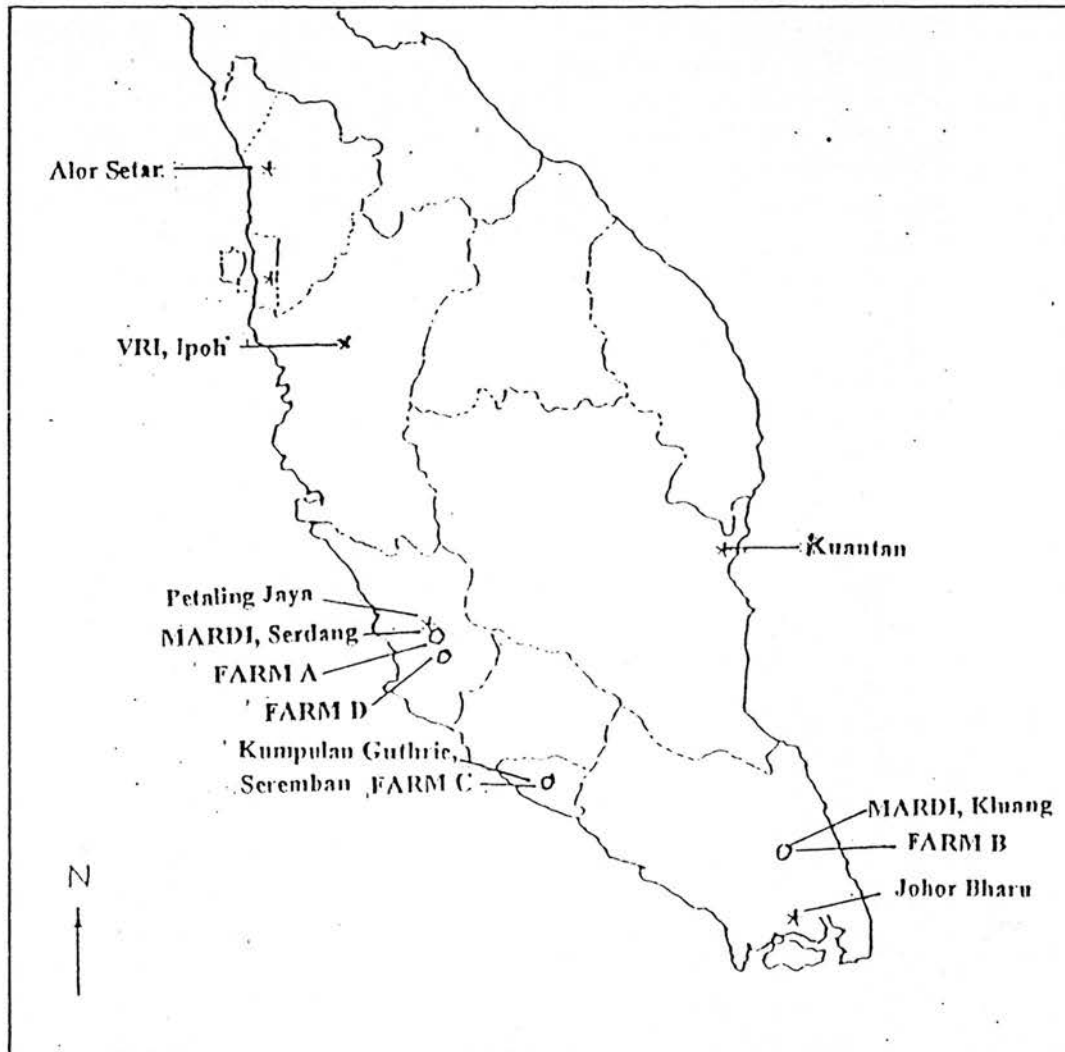 Alor Setar
VRI, Ipoh
Kuantan
Petaling Jaya
MARDI, Serdang
FARM A
FARM D
Kumpulan Guthrie,
Seremban FARM C
MARDI, Kluang
FARM B
Johor Bharu
N